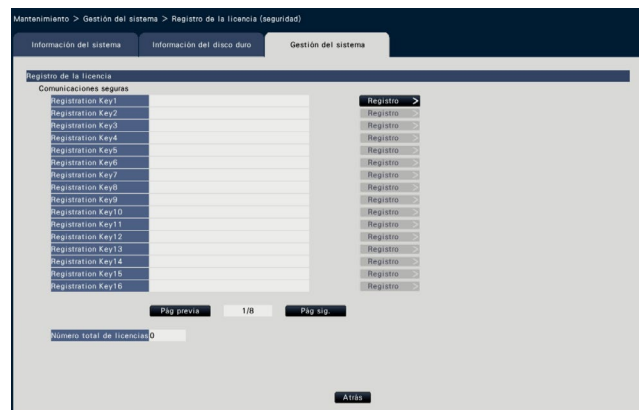 Mantenimiento > Gestión del sistema > Registro de la licencia (seguridad)
Información del sistema Información del disco duro Gestión del sistema
Registro de la licencia
Comunicaciones seguras
Registration Key1 Registro >
Registration Key2 Registro >
Registration Key3 Registro >
Registration Key4 Registro >
Registration Key5 Registro >
Registration Key6 Registro >
Registration Key7 Registro >
Registration Key8 Registro >
Registration Key9 Registro >
Registration Key10 Registro >
Registration Key11 Registro >
Registration Key12 Registro >
Registration Key13 Registro >
Registration Key14 Registro >
Registration Key15 Registro >
Registration Key16 Registro >
Pág previa 1/8 Pág sig.
Número total de licencias 0
Atrás